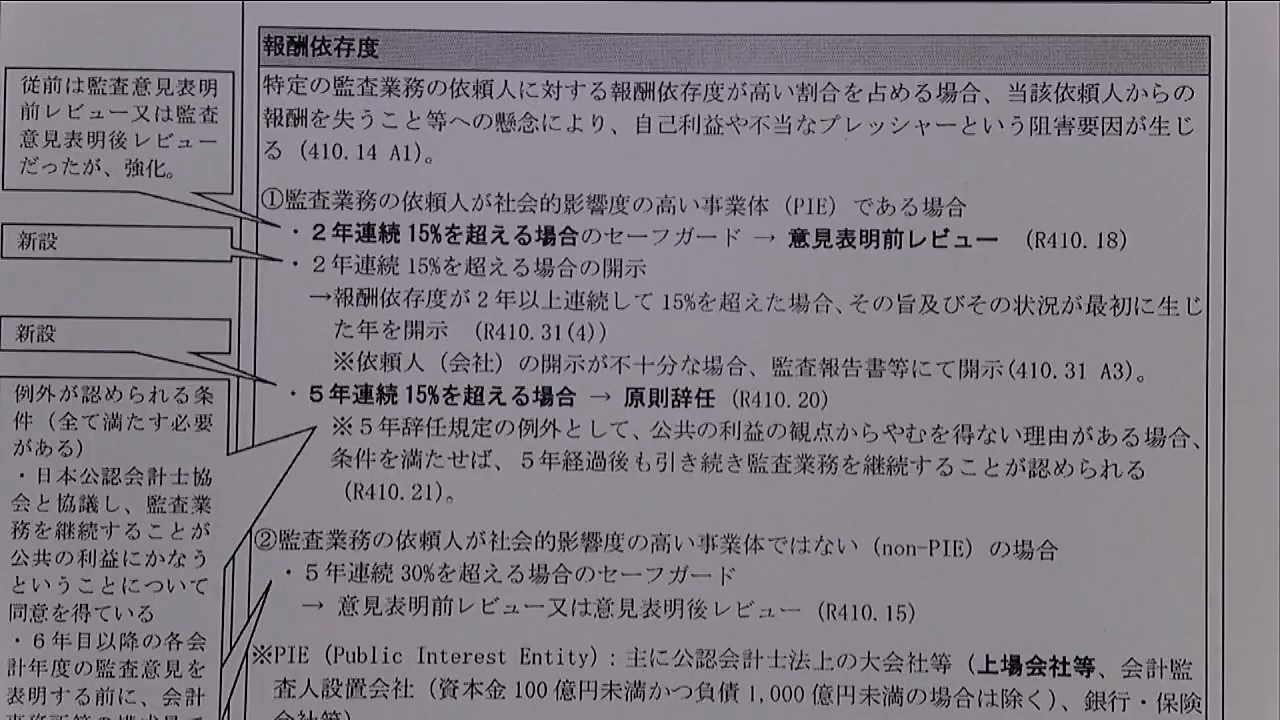 報酬依存度
特定の監査業務の依頼人に対する報酬依存度が高い割合を占める場合、当該依頼人からの
報酬を失うこと等への懸念により、自己利益や不当なプレッシャーという阻害要因が生じ
る (410.14 A1)。
①監査業務の依頼人が社会的影響度の高い事業体 (PIE) である場合
・２年連続 15%を超える場合のセーフガード → 意見表明前レビュー (R410.18)
・２年連続 15%を超える場合の開示
→報酬依存度が２年以上連続して 15%を超えた場合、その旨及びその状況が最初に生じ
た年を開示 (R410.31(4))
※依頼人（会社）の開示が不十分な場合、監査報告書等にて開示(410.31 A3)。
・５年連続 15%を超える場合 → 原則辞任 (R410.20)
※５年辞任規定の例外として、公共の利益の観点からやむを得ない理由がある場合、
条件を満たせば、５年経過後も引き続き監査業務を継続することが認められる
(R410.21)。
②監査業務の依頼人が社会的影響度の高い事業体ではない (non-PIE) の場合
・５年連続 30%を超える場合のセーフガード
→ 意見表明前レビュー又は意見表明後レビュー (R410.15)
※PIE (Public Interest Entity) : 主に公認会計士法上の大会社等（上場会社等、会計監
査人設置会社（資本金 100 億円未満かつ負債 1,000 億円未満の場合は除く）、銀行・保険
会社等）
従前は監査意見表明
前レビュー又は監査
意見表明後レビュー
だったが、強化。
新設
新設
例外が認められる条
件（全て満たす必要
がある）
・日本公認会計士協
会と協議し、監査業
務を継続することが
公共の利益にかなう
ということについて
同意を得ている
・６年目以降の各会
計年度の監査意見を
表明する前に、会計